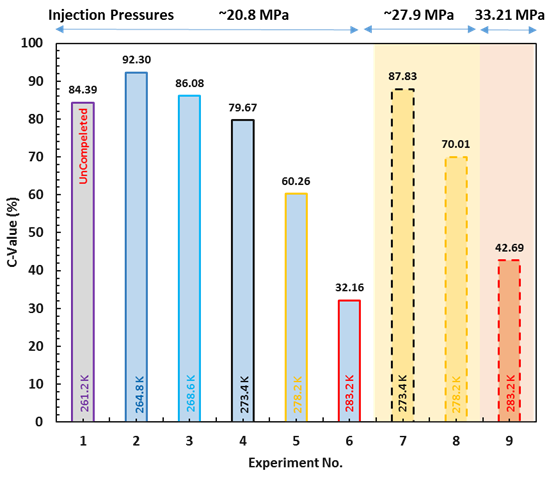 Injection Pressures ~20.8 MPa ~27.9 MPa 33.21 MPa
100
90
80
70
60
50
40
30
20
10
0
C-Value (%)
84.39
92.30
86.08
79.67
60.26
32.16
87.83
70.01
42.69
UnCompeleted
261.2 K
264.8 K
268.6 K
273.4 K
278.2 K
283.2 K
273.4 K
278.2 K
283.2 K
1 2 3 4 5 6 7 8 9
Experiment No.